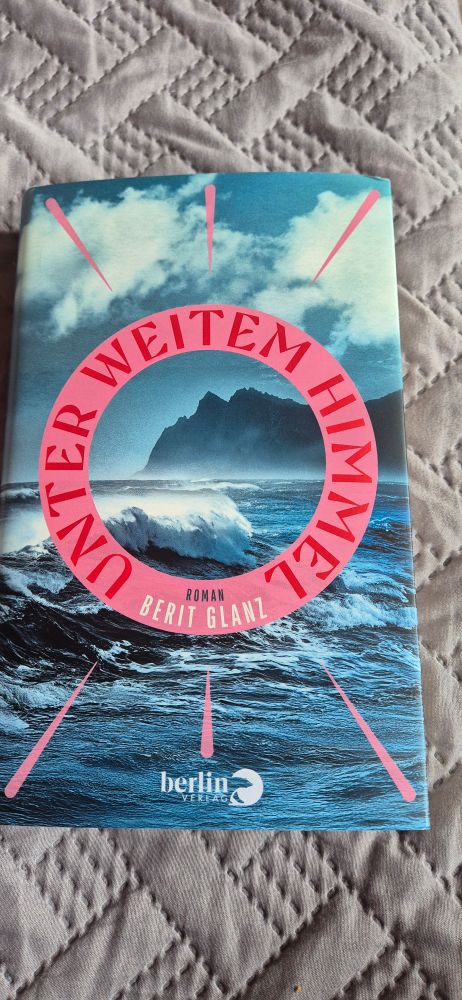 UNTER WEITEM HIMMEL
ROMAN
BERIT GLANZ
berlin
VERLAG